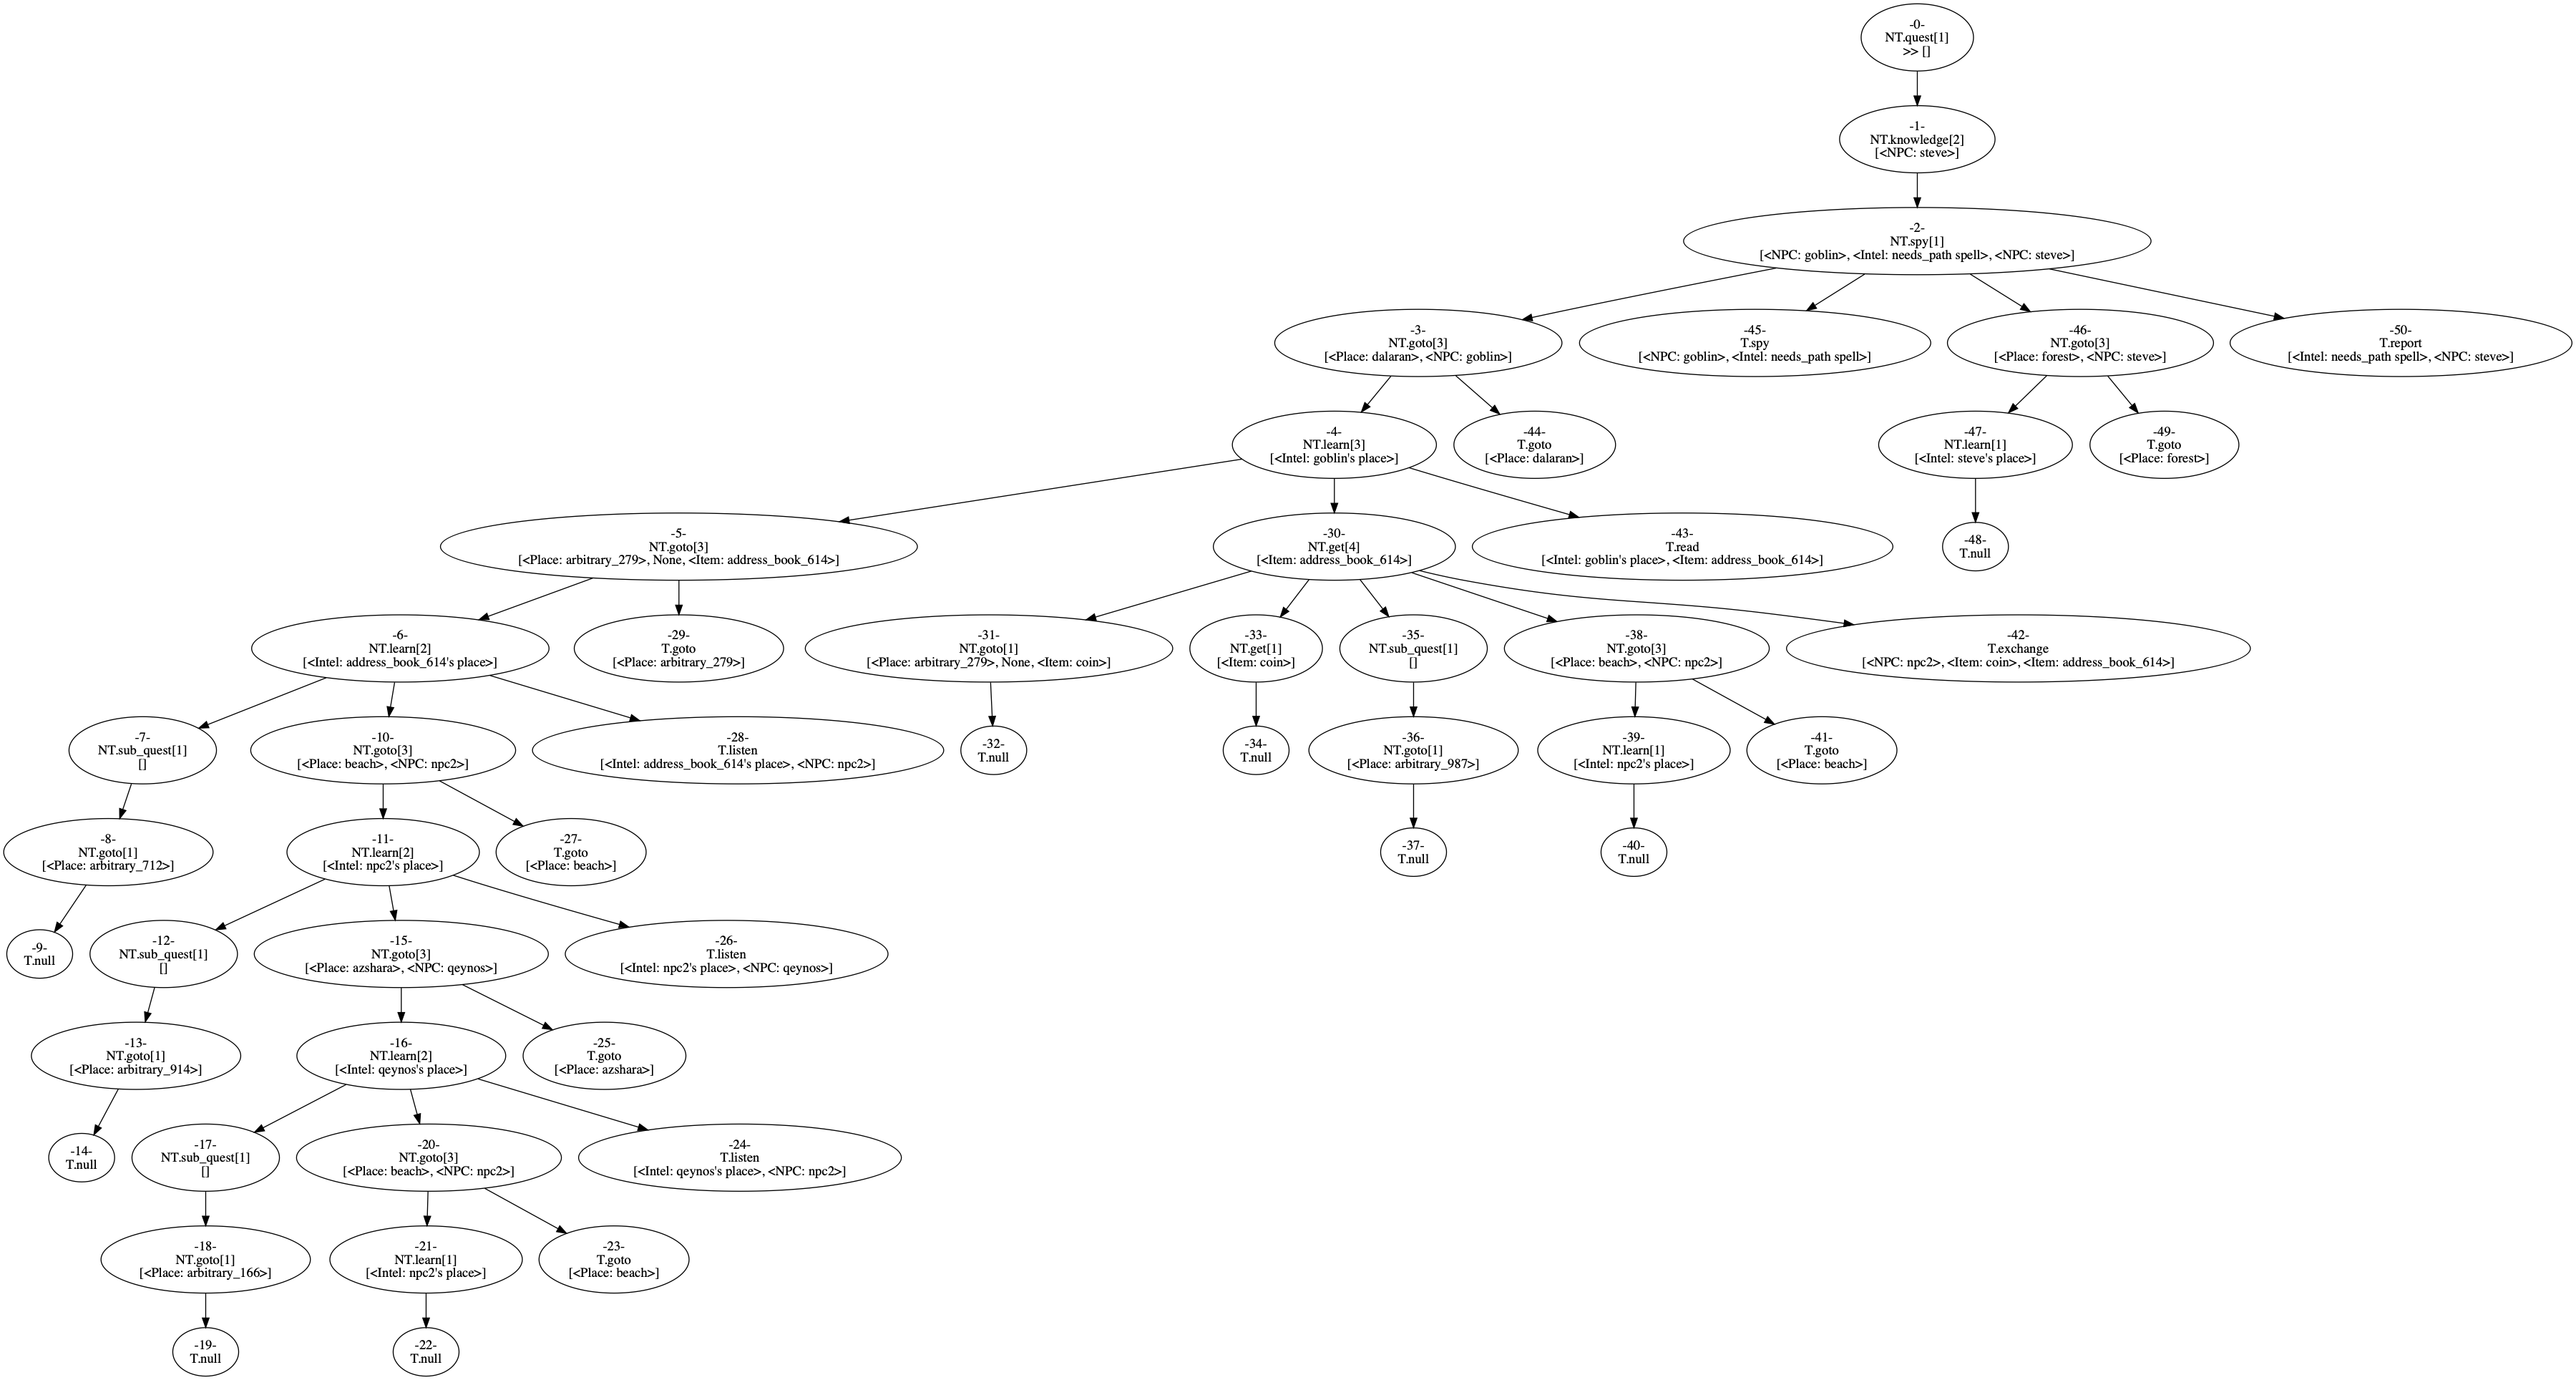 -0-
NT.quest[1]
>> []
-1-
NT.knowledge[2]
[<NPC: steve>]
-2-
NT.spy[1]
[<NPC: goblin>, <Intel: needs_path spell>, <NPC: steve>]
-3-
NT.goto[3]
[<Place: dalaran>, <NPC: goblin>]
-45-
T.spy
[<NPC: goblin>, <Intel: needs_path spell>]
-46-
NT.goto[3]
[<Place: forest>, <NPC: steve>]
-50-
T.report
[<Intel: needs_path spell>, <NPC: steve>]
-4-
NT.learn[3]
[<Intel: goblin's place>]
-44-
T.goto
[<Place: dalaran>]
-47-
NT.learn[1]
[<Intel: steve's place>]
-49-
T.goto
[<Place: forest>]
-5-
NT.goto[3]
[<Place: arbitrary_279>, None, <Item: address_book_614>]
-30-
NT.get[4]
[<Item: address_book_614>]
-43-
T.read
[<Intel: goblin's place>, <Item: address_book_614>]
-48-
T.null
-6-
NT.learn[2]
[<Intel: address_book_614's place>]
-29-
T.goto
[<Place: arbitrary_279>]
-31-
NT.goto[1]
[<Place: arbitrary_279>, None, <Item: coin>]
-33-
NT.get[1]
[<Item: coin>]
-35-
NT.sub_quest[1]
[]
-38-
NT.goto[3]
[<Place: beach>, <NPC: npc2>]
-42-
T.exchange
[<NPC: npc2>, <Item: coin>, <Item: address_book_614>]
-7-
NT.sub_quest[1]
[]
-10-
NT.goto[3]
[<Place: beach>, <NPC: npc2>]
-28-
T.listen
[<Intel: address_book_614's place>, <NPC: npc2>]
-32-
T.null
-34-
T.null
-36-
NT.goto[1]
[<Place: arbitrary_987>]
-39-
NT.learn[1]
[<Intel: npc2's place>]
-41-
T.goto
[<Place: beach>]
-8-
NT.goto[1]
[<Place: arbitrary_712>]
-11-
NT.learn[2]
[<Intel: npc2's place>]
-27-
T.goto
[<Place: beach>]
-37-
T.null
-40-
T.null
-9-
T.null
-12-
NT.sub_quest[1]
[]
-15-
NT.goto[3]
[<Place: azshara>, <NPC: qeynos>]
-26-
T.listen
[<Intel: npc2's place>, <NPC: qeynos>]
-13-
NT.goto[1]
[<Place: arbitrary_914>]
-16-
NT.learn[2]
[<Intel: qeynos's place>]
-25-
T.goto
[<Place: azshara>]
-14-
T.null
-17-
NT.sub_quest[1]
[]
-20-
NT.goto[3]
[<Place: beach>, <NPC: npc2>]
-24-
T.listen
[<Intel: qeynos's place>, <NPC: npc2>]
-18-
NT.goto[1]
[<Place: arbitrary_166>]
-21-
NT.learn[1]
[<Intel: npc2's place>]
-23-
T.goto
[<Place: beach>]
-19-
T.null
-22-
T.null